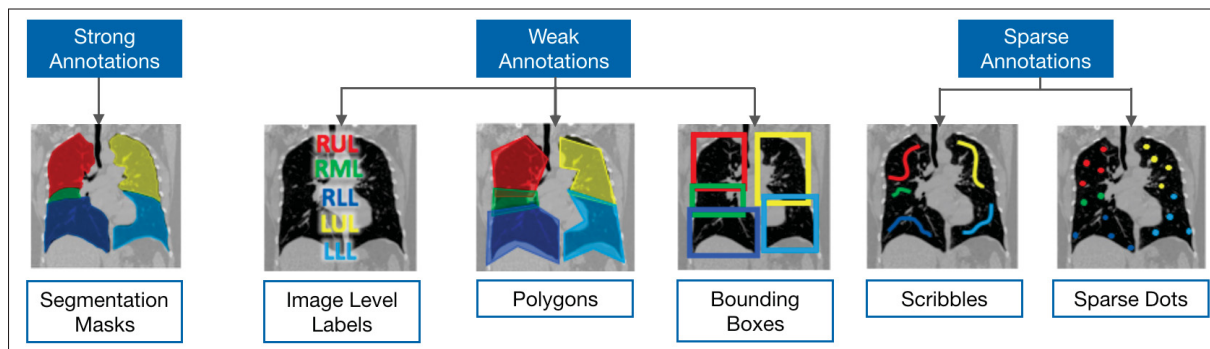 Strong
Annotations
Weak
Annotations
Sparse
Annotations
RUL
RML
RLL
LUL
LLL
Segmentation
Masks
Image Level
Labels
Polygons
Bounding
Boxes
Scribbles
Sparse Dots